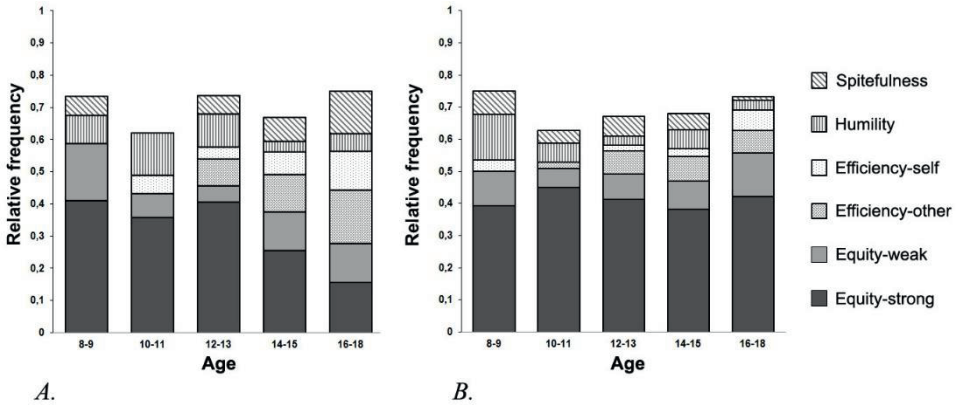 1
0,9
0,8
0,7
0,6
0,5
0,4
0,3
0,2
0,1
0
Relative frequency
8-9 10-11 12-13 14-15 16-18
Age
A.
1
0,9
0,8
0,7
0,6
0,5
0,4
0,3
0,2
0,1
0
Relative frequency
8-9 10-11 12-13 14-15 16-18
Age
B.
Spitefulness
Humility
Efficiency-self
Efficiency-other
Equity-weak
Equity-strong